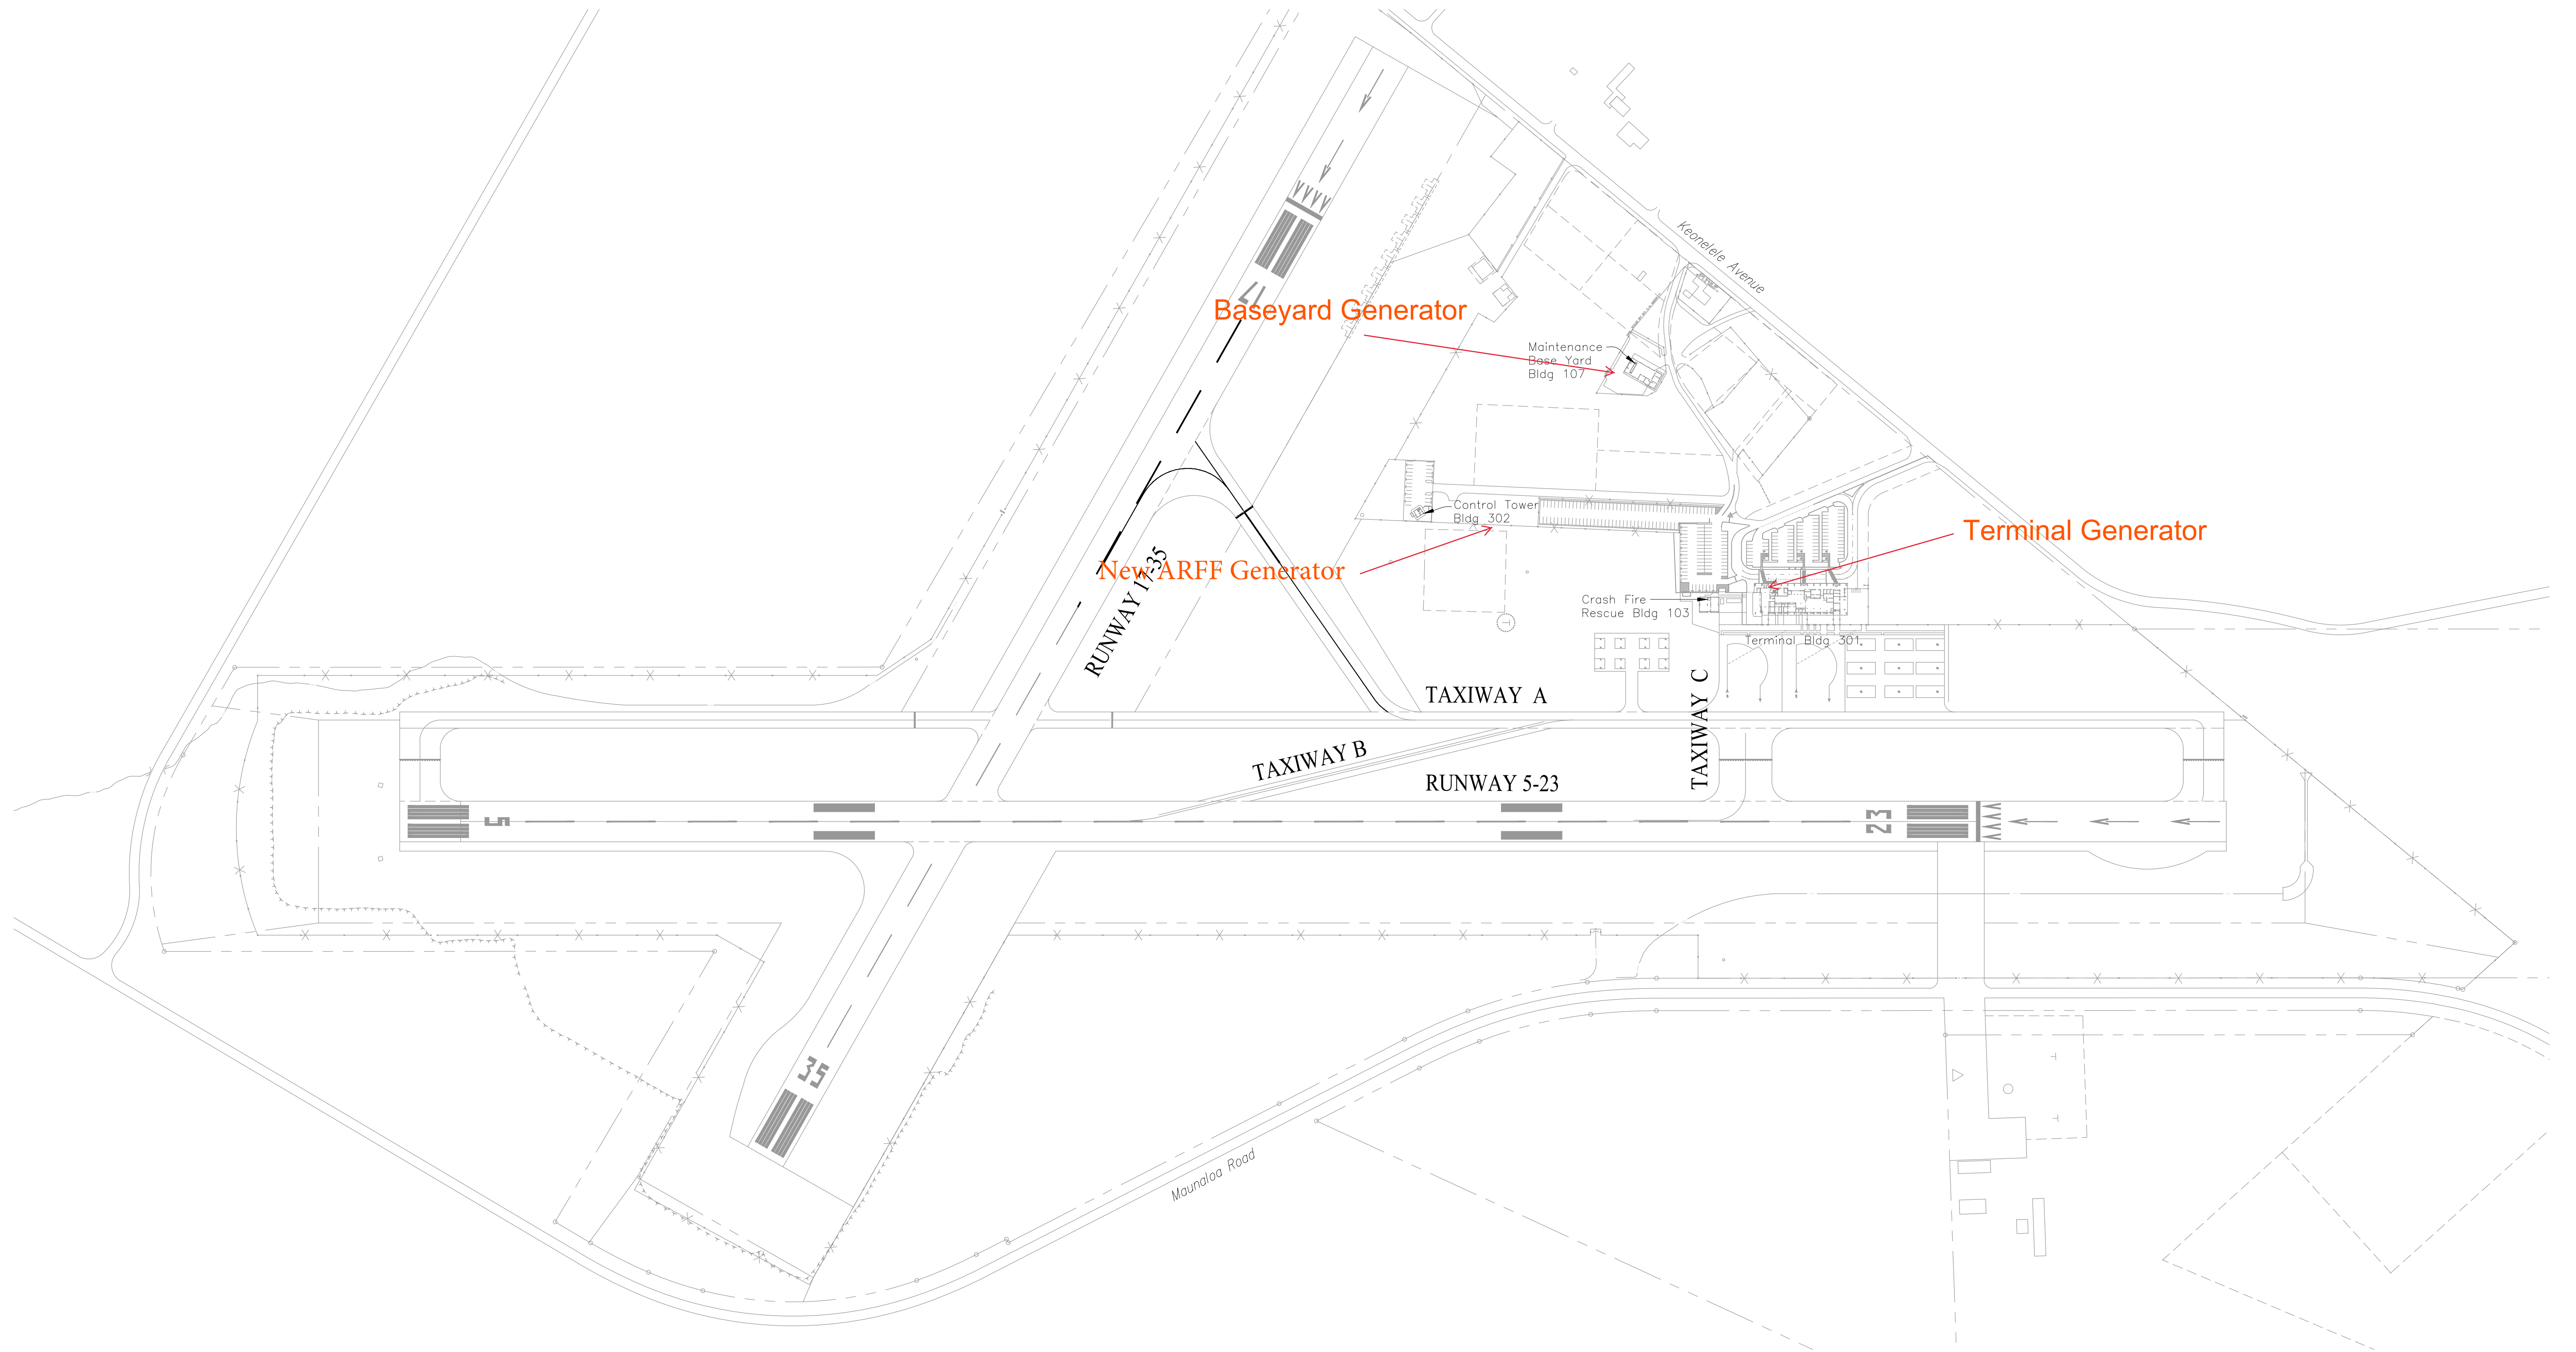 Keonelele Avenue
17
Baseyard Generator
Maintenance
Base Yard
Bldg 107
Control Tower
Bldg 302
Terminal Generator
New ARFF Generator
RUNWAY 17-35
Crash Fire
Rescue Bldg 103
Terminal Bldg 301
TAXIWAY A
TAXIWAY C
TAXIWAY B
RUNWAY 5-23
5
23
35
Maunaloa Road